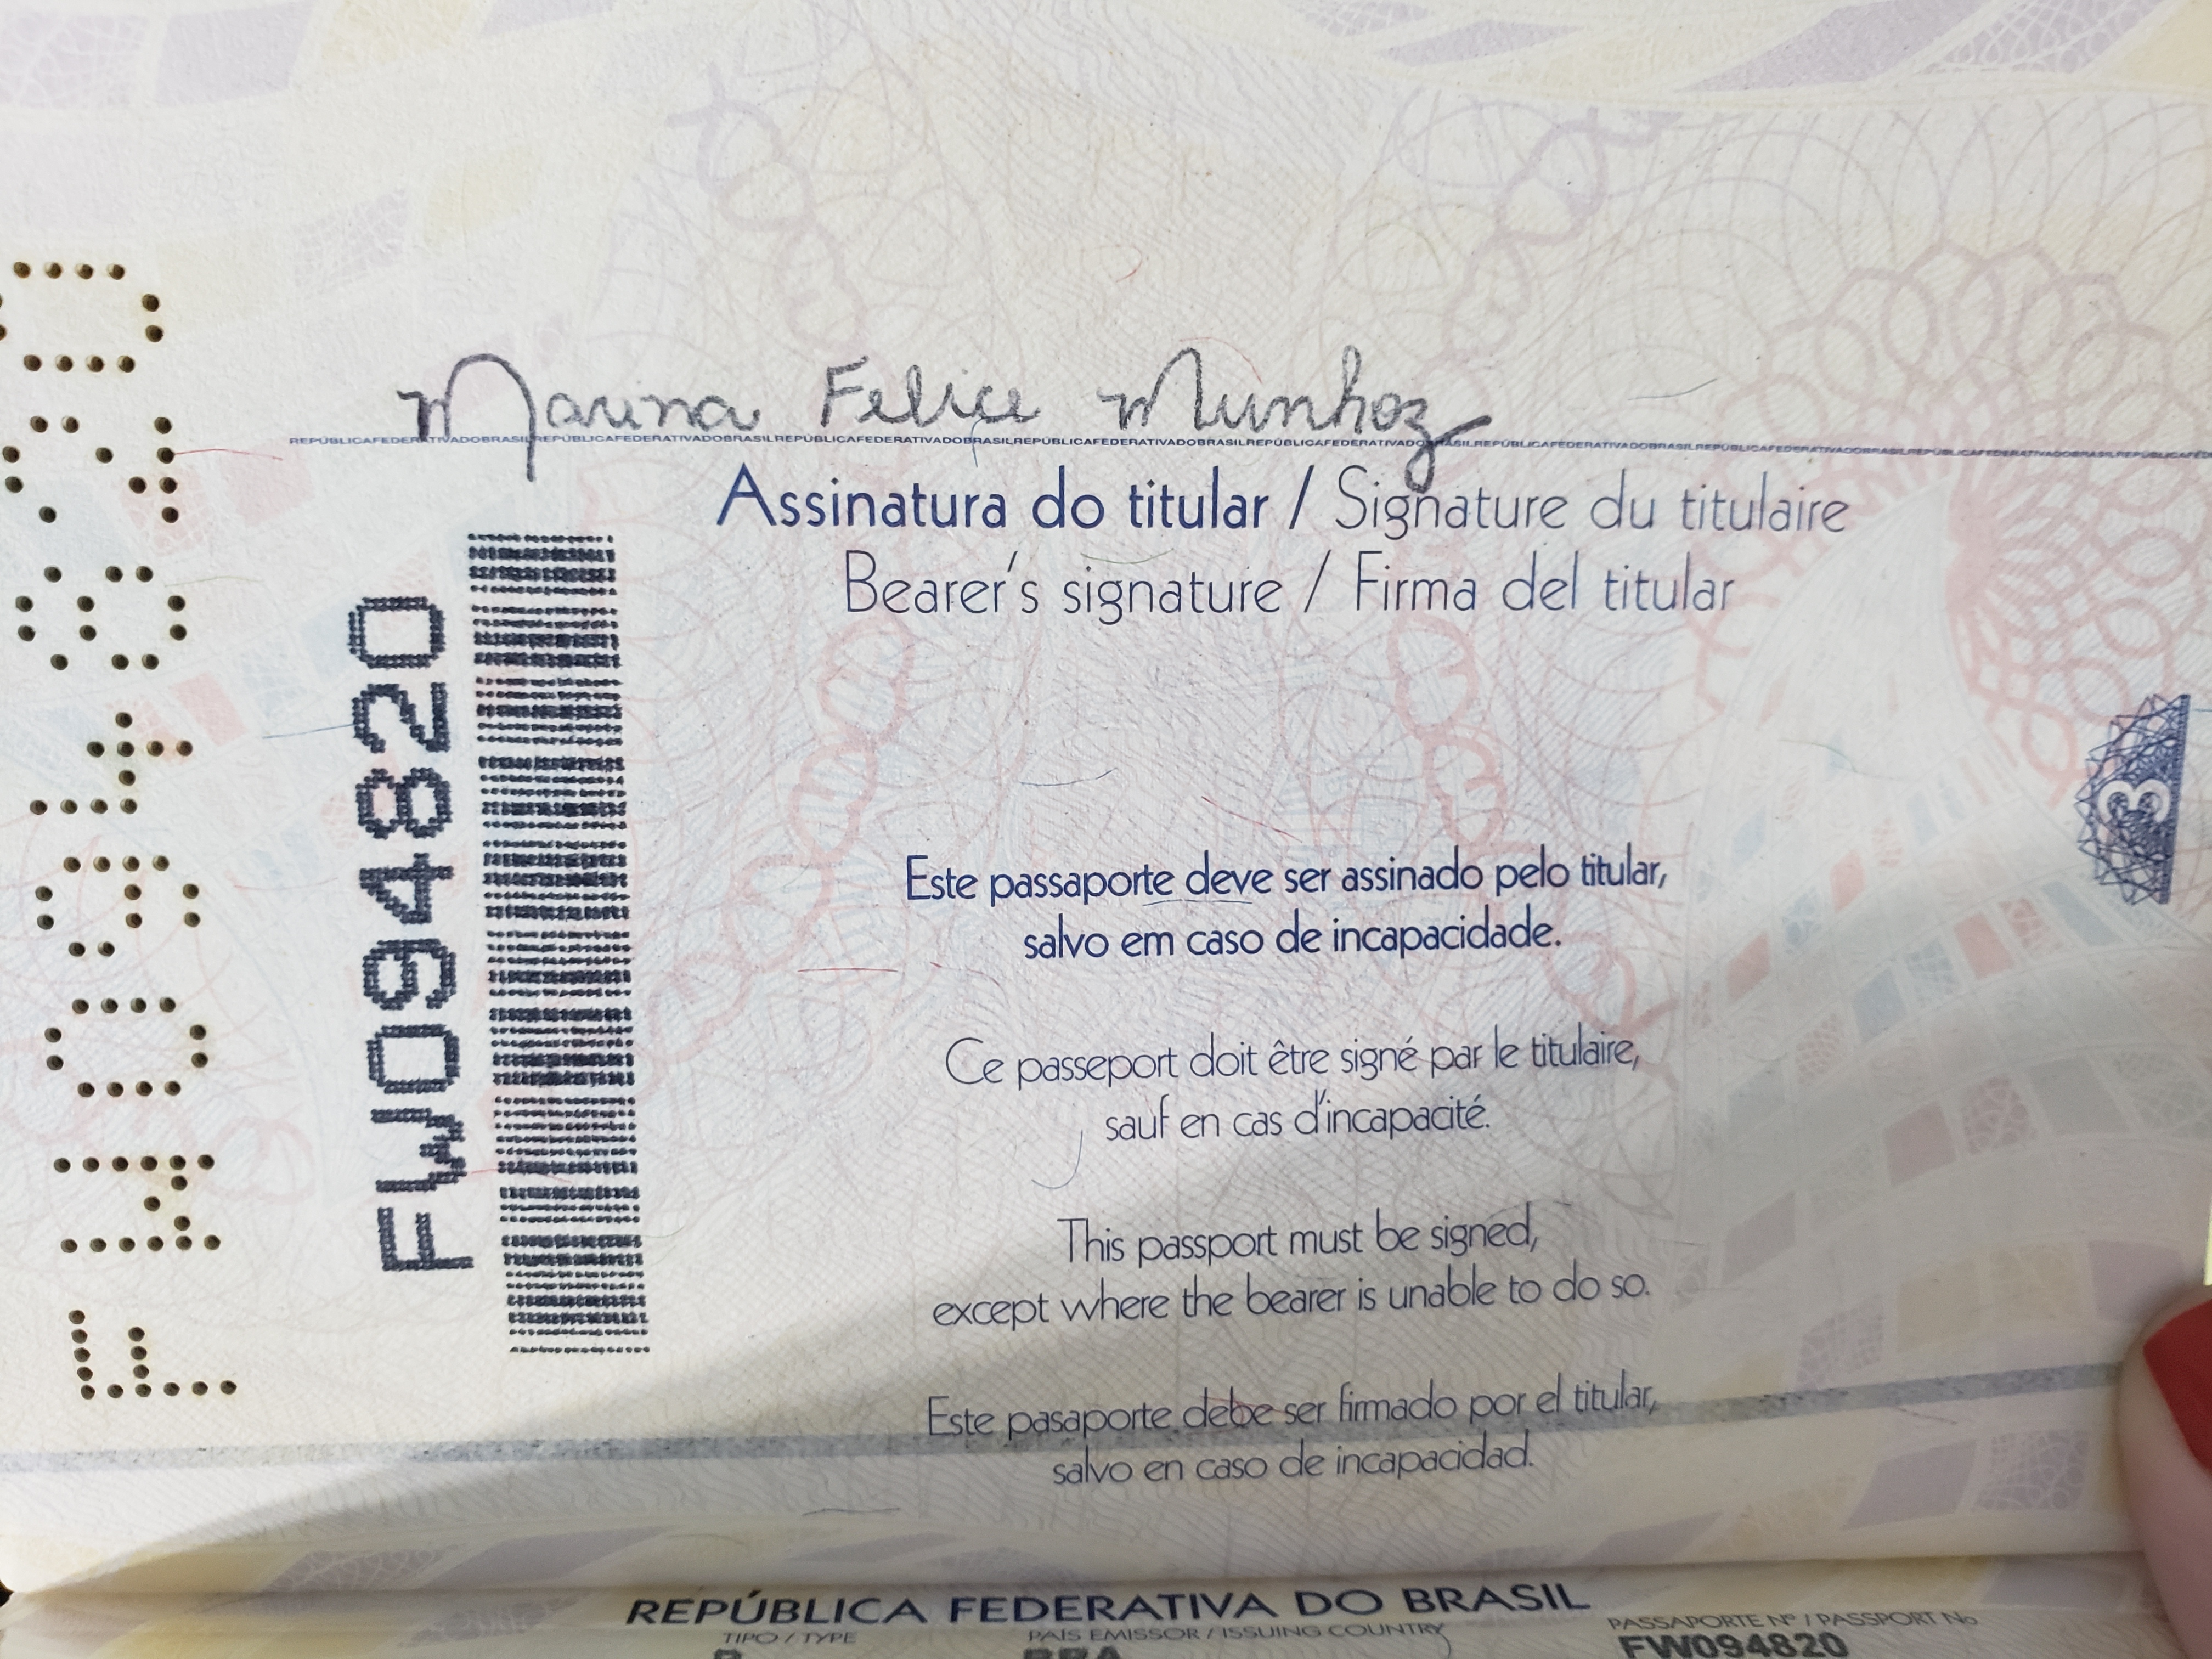 FW094820
FW094820
Marina Felice Munhoz
REPÚBLICAFEDERATIVADOBRASILREPÚBLICAFEDERATIVADOBRASILREPÚBLICAFEDERATIVADOBRASILREPÚBLICAFEDERATIVADOBRASIL
Assinatura do titular / Signature du titulaire
Bearer's signature / Firma del titular
Este passaporte deve ser assinado pelo titular,
salvo em caso de incapacidade.
Ce passeport doit être signé par le titulaire,
sauf en cas d'incapacité.
This passport must be signed,
except where the bearer is unable to do so.
Este pasaporte debe ser firmado por el titular,
salvo en caso de incapacidad.
3
REPÚBLICA FEDERATIVA DO BRASIL
TIPO / TYPE PAÍS EMISSOR / ISSUING COUNTRY PASSAPORTE Nº / PASSPORT No
P BRA FW094820